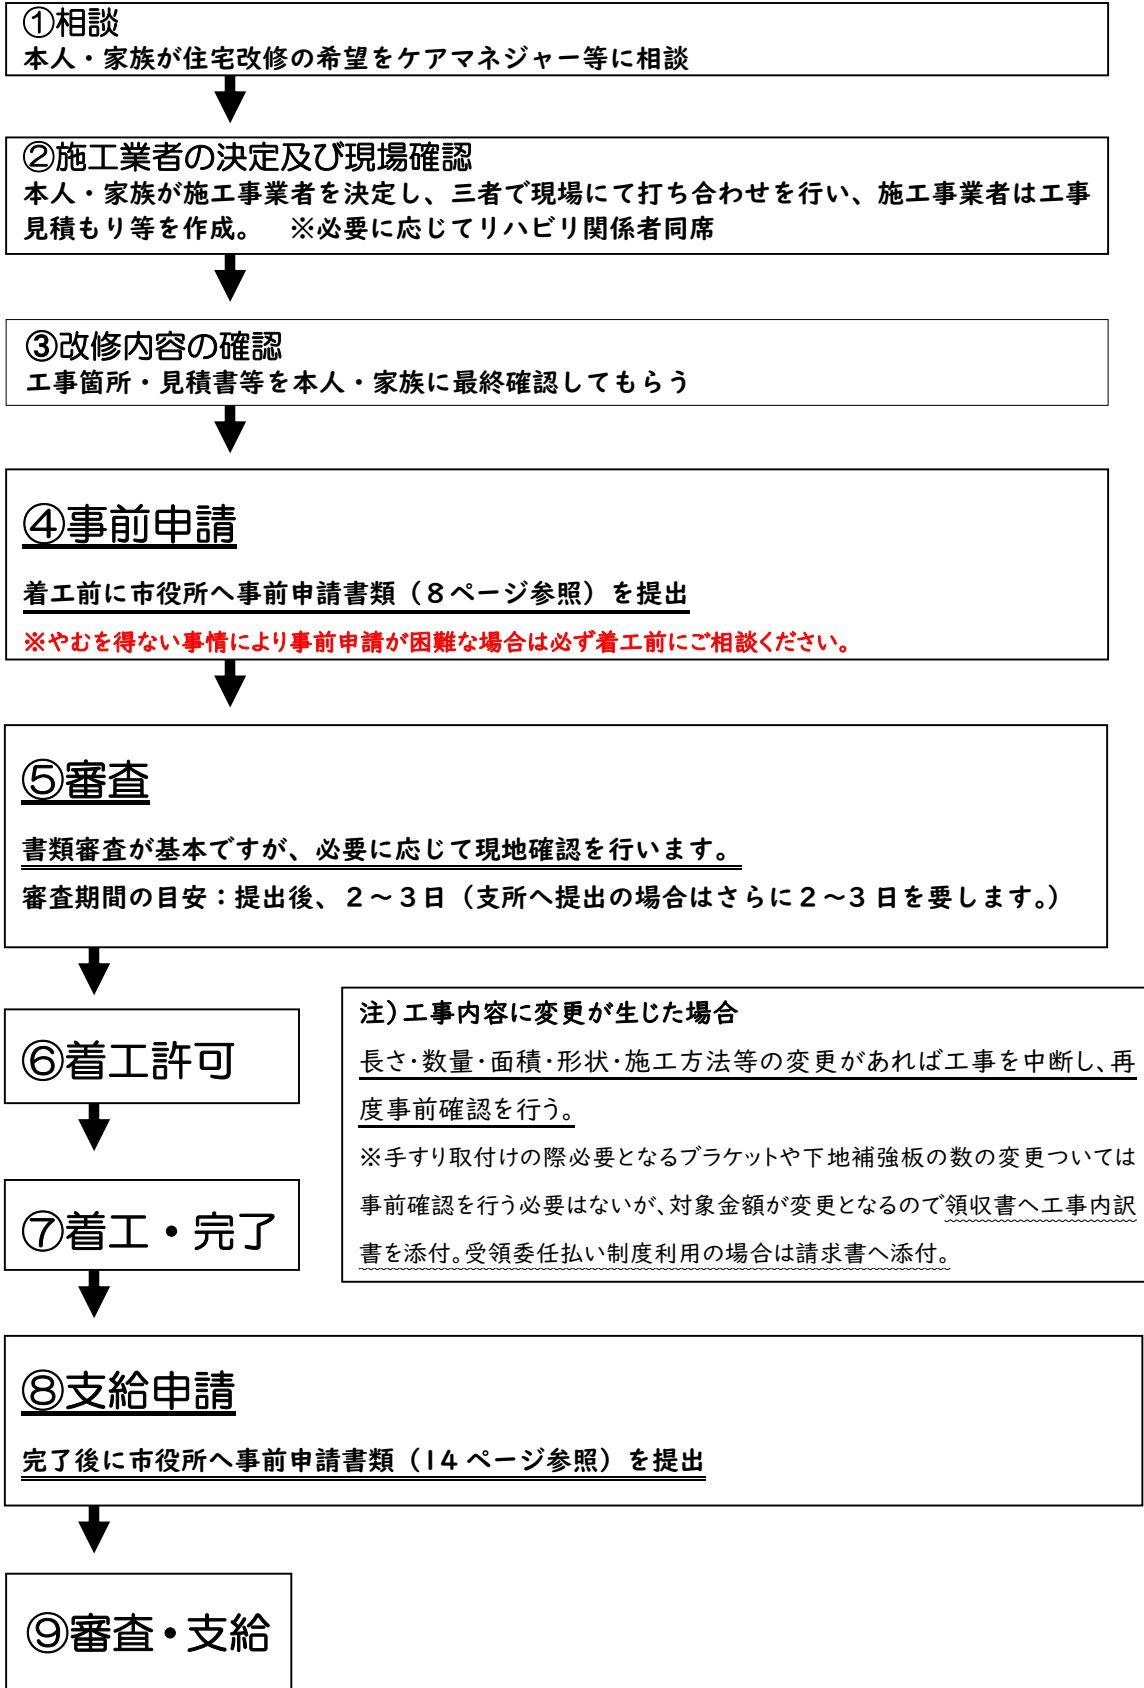 ①相談
本人・家族が住宅改修の希望をケアマネジャー等に相談
②施工業者の決定及び現場確認
本人・家族が施工事業者を決定し、三者で現場にて打ち合わせを行い、施工事業者は工事
見積もり等を作成。　※必要に応じてリハビリ関係者同席
③改修内容の確認
工事箇所・見積書等を本人・家族に最終確認してもらう
④事前申請
着工前に市役所へ事前申請書類（８ページ参照）を提出
※やむを得ない事情により事前申請が困難な場合は必ず着工前にご相談ください。
⑤審査
書類審査が基本ですが、必要に応じて現地確認を行います。
審査期間の目安：提出後、２～３日（支所へ提出の場合はさらに２～３日を要します。）
⑥着工許可
注）工事内容に変更が生じた場合
長さ・数量・面積・形状・施工方法等の変更があれば工事を中断し、再
度事前確認を行う。
※手すり取付けの際必要となるブラケットや下地補強板の数の変更ついては
事前確認を行う必要はないが、対象金額が変更となるので領収書へ工事内訳
書を添付。受領委任払い制度利用の場合は請求書へ添付。
⑦着工・完了
⑧支給申請
完了後に市役所へ事前申請書類（14 ページ参照）を提出
⑨審査・支給